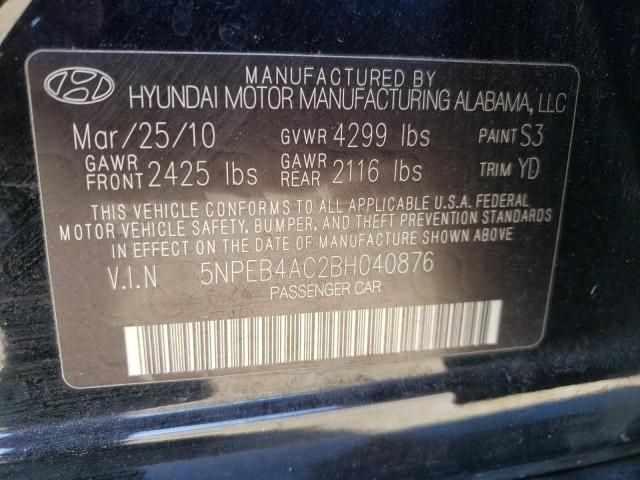 MANUFACTURED BY
HYUNDAI MOTOR MANUFACTURING ALABAMA, LLC
Mar/25/10 GVWR 4299 lbs PAINT S3
GAWR FRONT 2425 lbs GAWR REAR 2116 lbs TRIM YD
THIS VEHICLE CONFORMS TO ALL APPLICABLE U.S.A. FEDERAL
MOTOR VEHICLE SAFETY, BUMPER, AND THEFT PREVENTION STANDARDS
IN EFFECT ON THE DATE OF MANUFACTURE SHOWN ABOVE.
V.I.N 5NPEB4AC2BH040876
PASSENGER CAR